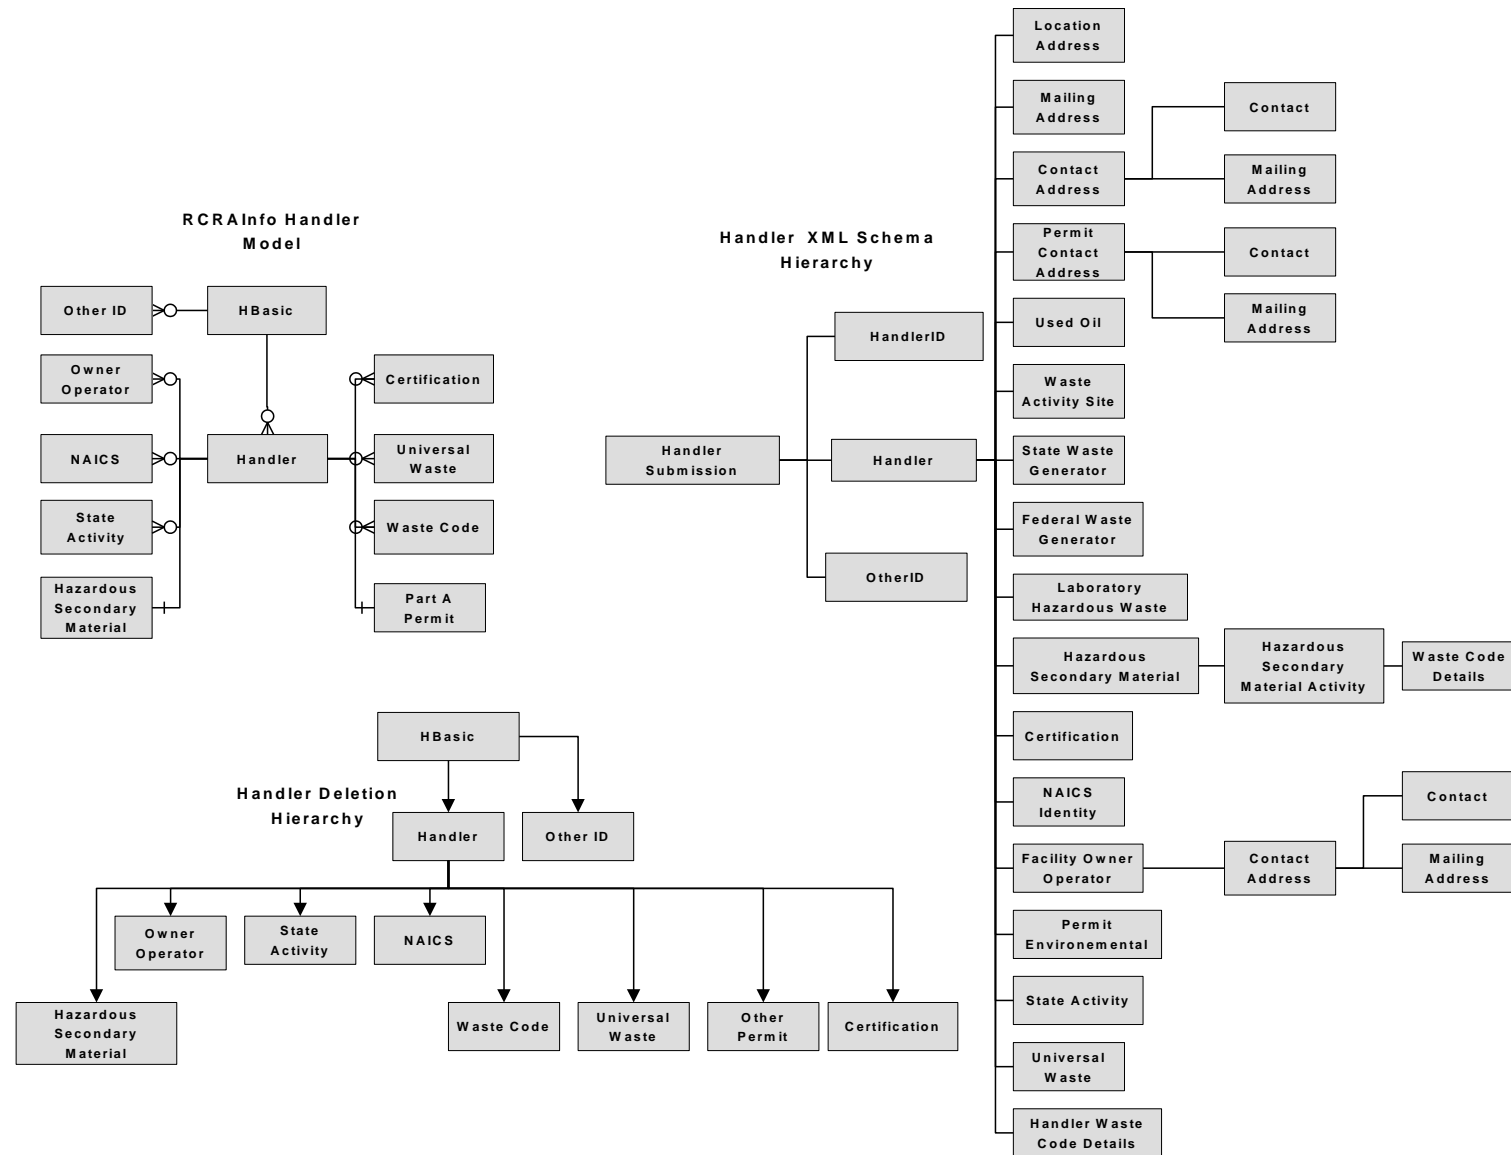 RCRAInfo Handler
Model
Other ID
HBasic
Owner
Operator
Certification
NAICS
Handler
Universal
Waste
State
Activity
Waste Code
Hazardous
Secondary
Material
Part A
Permit
Handler Deletion
Hierarchy
HBasic
Handler
Other ID
Owner
Operator
State
Activity
NAICS
Hazardous
Secondary
Material
Waste Code
Universal
Waste
Other
Permit
Certification
Handler XML Schema
Hierarchy
Handler
Submission
HandlerID
Handler
OtherID
Location
Address
Mailing
Address
Contact
Address
Contact
Mailing
Address
Permit
Contact
Address
Contact
Mailing
Address
Used Oil
Waste
Activity Site
State Waste
Generator
Federal Waste
Generator
Laboratory
Hazardous Waste
Hazardous
Secondary Material
Hazardous
Secondary
Material Activity
Waste Code
Details
Certification
NAICS
Identity
Facility Owner
Operator
Contact
Address
Contact
Mailing
Address
Permit
Environemental
State Activity
Universal
Waste
Handler Waste
Code Details